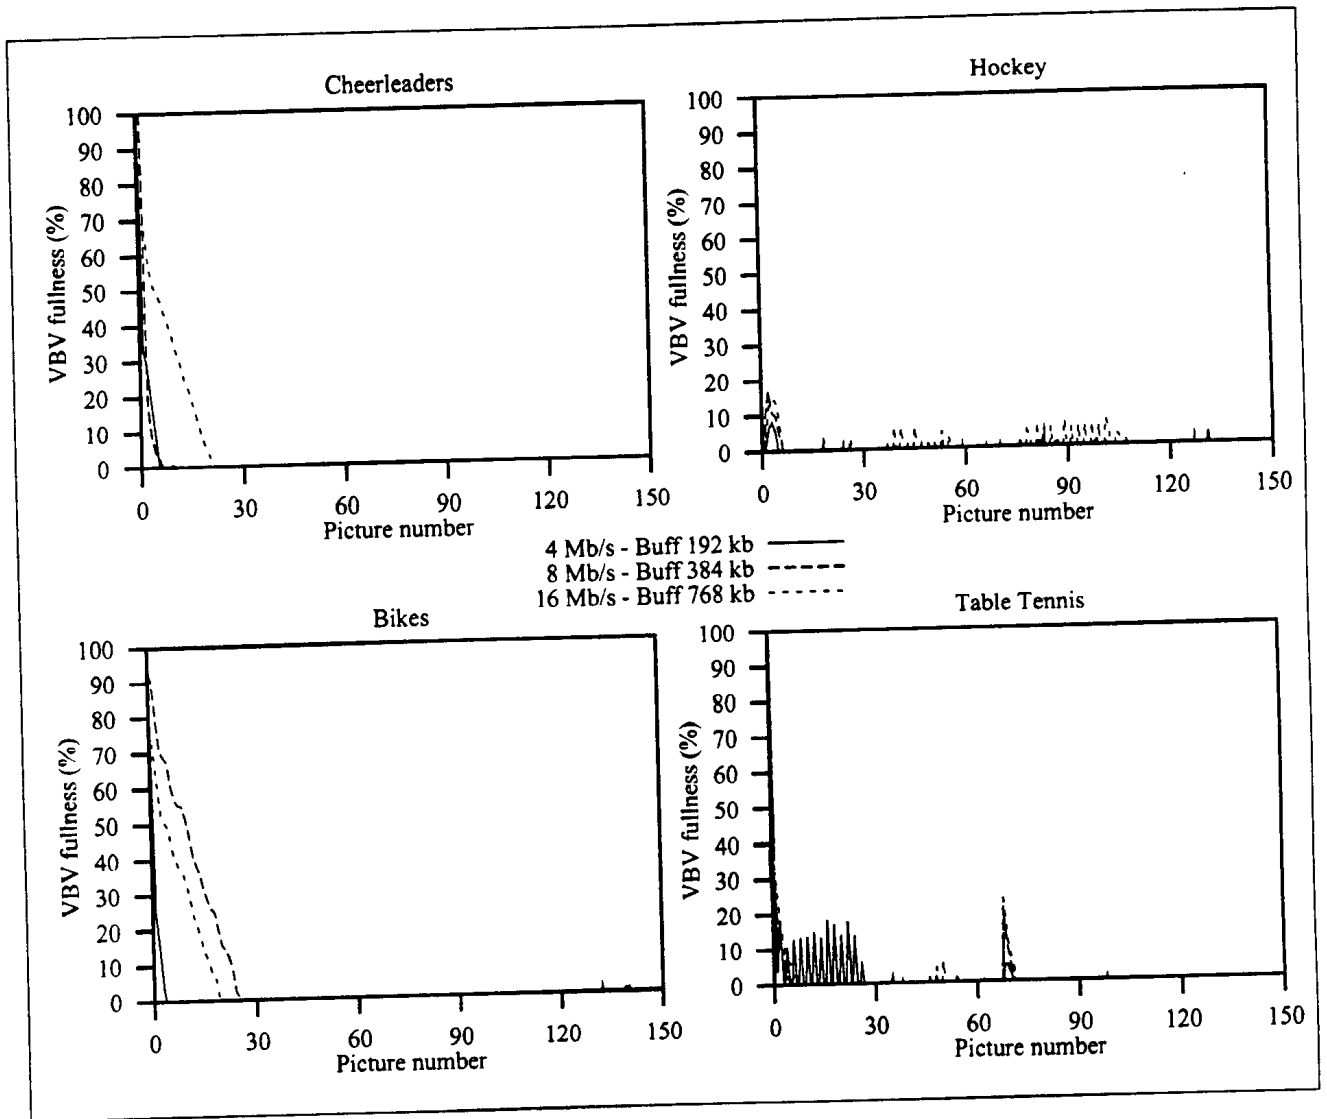 Cheerleaders
100
90
80
70
60
50
40
30
20
10
0
VBV fullness (%)
0 30 60 90 120 150
Picture number
Hockey
100
90
80
70
60
50
40
30
20
10
0
VBV fullness (%)
0 30 60 90 120 150
Picture number
4 Mb/s - Buff 192 kb
8 Mb/s - Buff 384 kb
16 Mb/s - Buff 768 kb
Bikes
100
90
80
70
60
50
40
30
20
10
0
VBV fullness (%)
0 30 60 90 120 150
Picture number
Table Tennis
100
90
80
70
60
50
40
30
20
10
0
VBV fullness (%)
0 30 60 90 120 150
Picture number